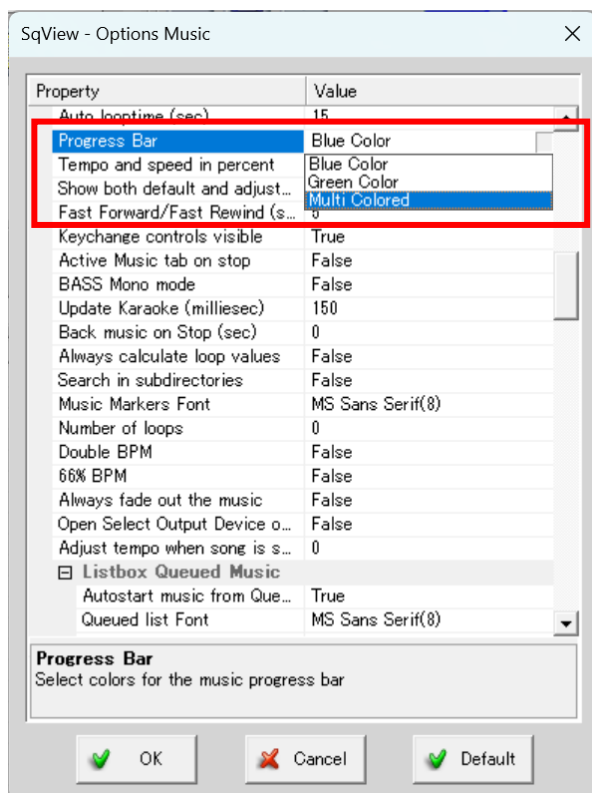 SqView - Options Music
Property Value
Auto looptime (sec) 15
Progress Bar Blue Color
Tempo and speed in percent Blue Color
Show both default and adjust... Green Color
Multi Colored
Fast Forward/Fast Rewind (s... 5
Keychange controls visible True
Active Music tab on stop False
BASS Mono mode False
Update Karaoke (milliesec) 150
Back music on Stop (sec) 0
Always calculate loop values False
Search in subdirectories False
Music Markers Font MS Sans Serif(8)
Number of loops 0
Double BPM False
66% BPM False
Always fade out the music False
Open Select Output Device o... False
Adjust tempo when song is s... 0
Listbox Queued Music
Autostart music from Que... True
Queued list Font MS Sans Serif(8)
Progress Bar
Select colors for the music progress bar
OK Cancel Default